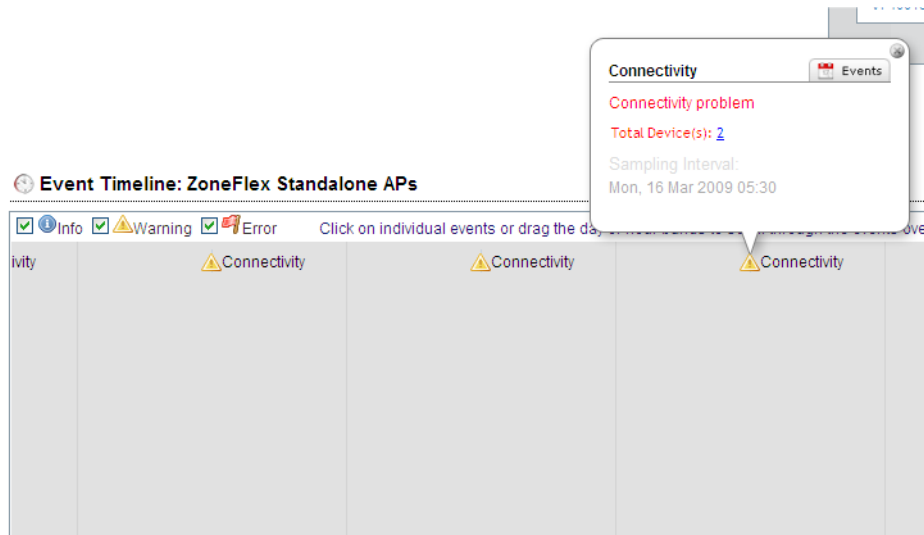 Connectivity
Events
Connectivity problem
Total Device(s): 2
Sampling Interval:
Mon, 16 Mar 2009 05:30
Event Timeline: ZoneFlex Standalone APs
Info Warning Error Click on individual events or drag the day
ivity Connectivity Connectivity Connectivity